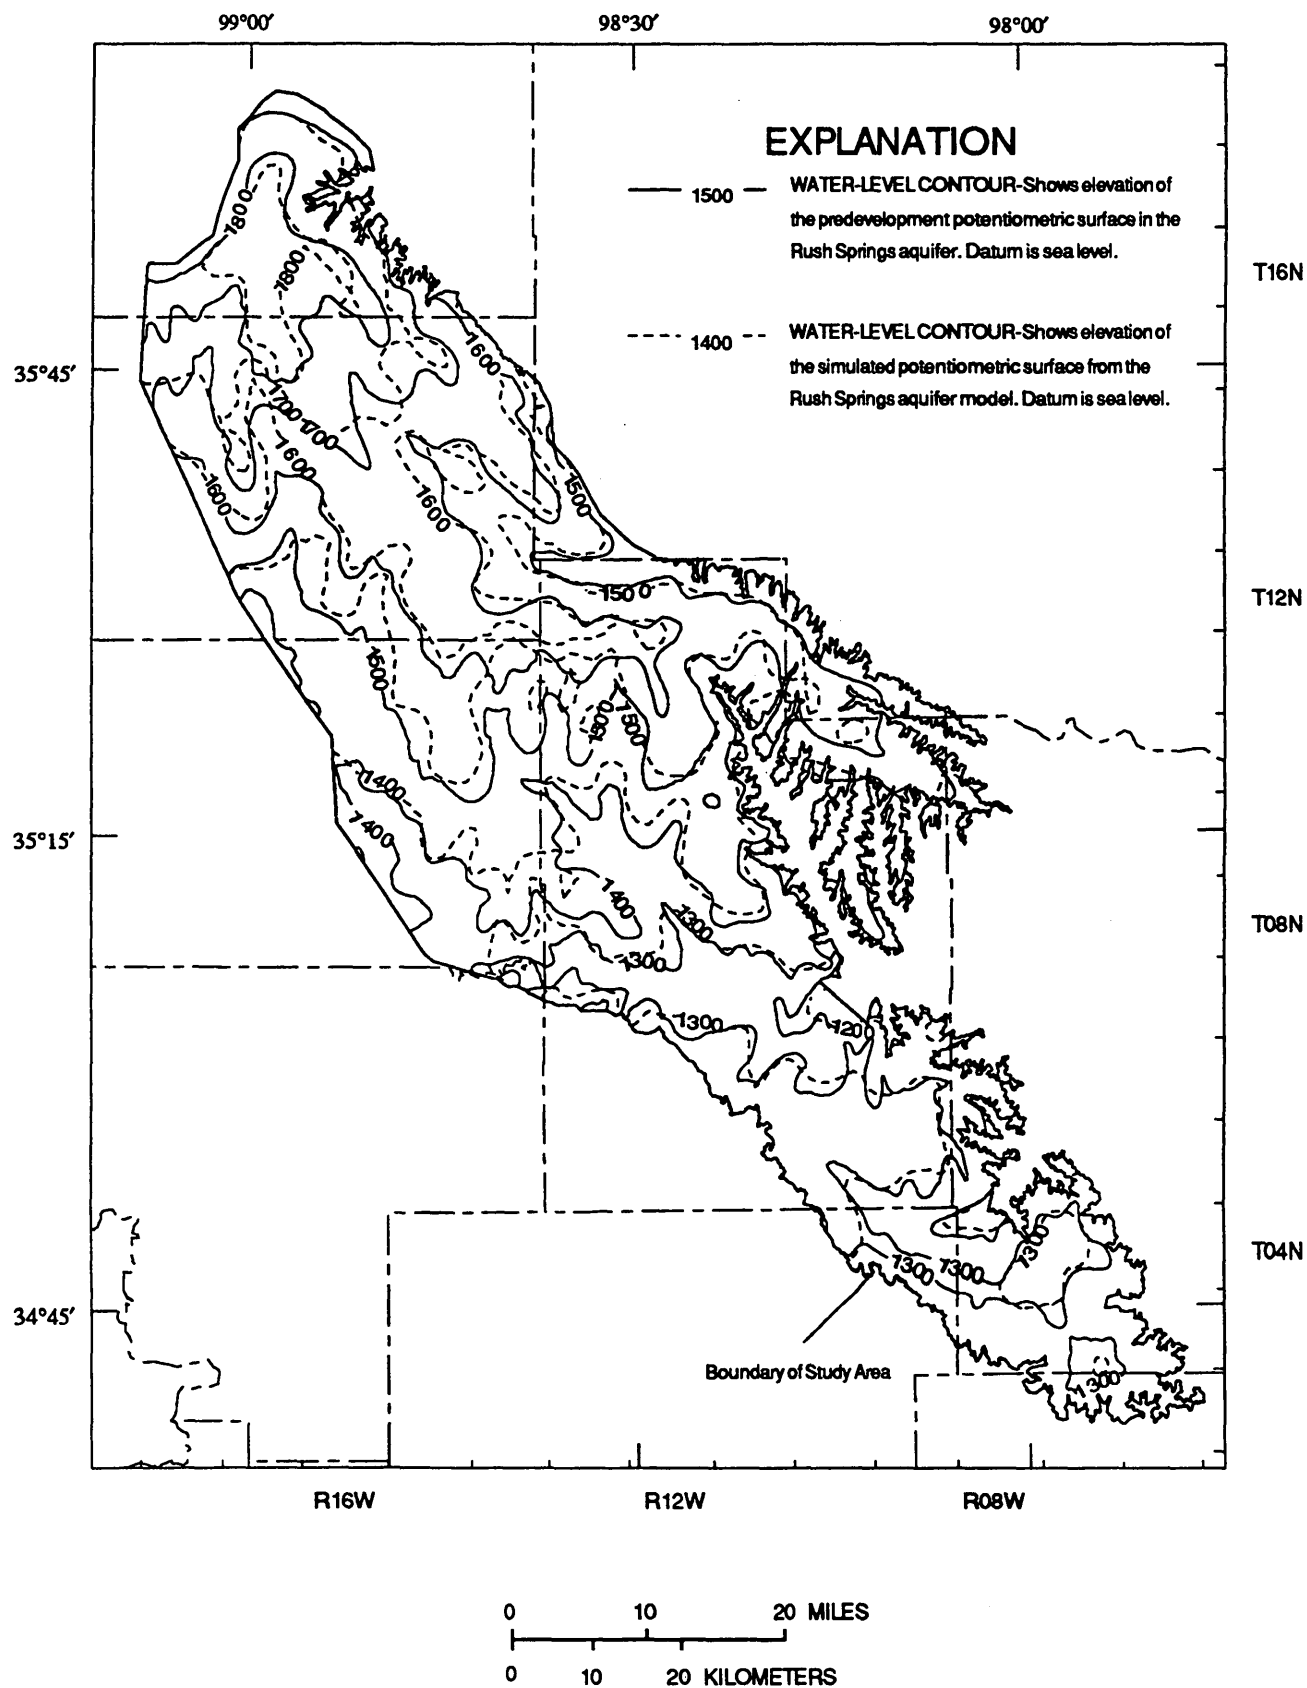 99°00′ 98°30′ 98°00′
EXPLANATION
1500 WATER-LEVEL CONTOUR-Shows elevation of
the predevelopment potentiometric surface in the
Rush Springs aquifer. Datum is sea level.
1400 WATER-LEVEL CONTOUR-Shows elevation of
the simulated potentiometric surface from the
Rush Springs aquifer model. Datum is sea level.
T16N
35°45′
T12N
35°15′
T08N
T04N
34°45′
1800
1800
1600
1700
1700
1600
1600
1600
1500
1500
1500
1500
1500
1400
1400
1400
1300
1300
1300
1200
1300
1300
1300
1300
Boundary of Study Area
R16W R12W R08W
0 10 20 MILES
0 10 20 KILOMETERS